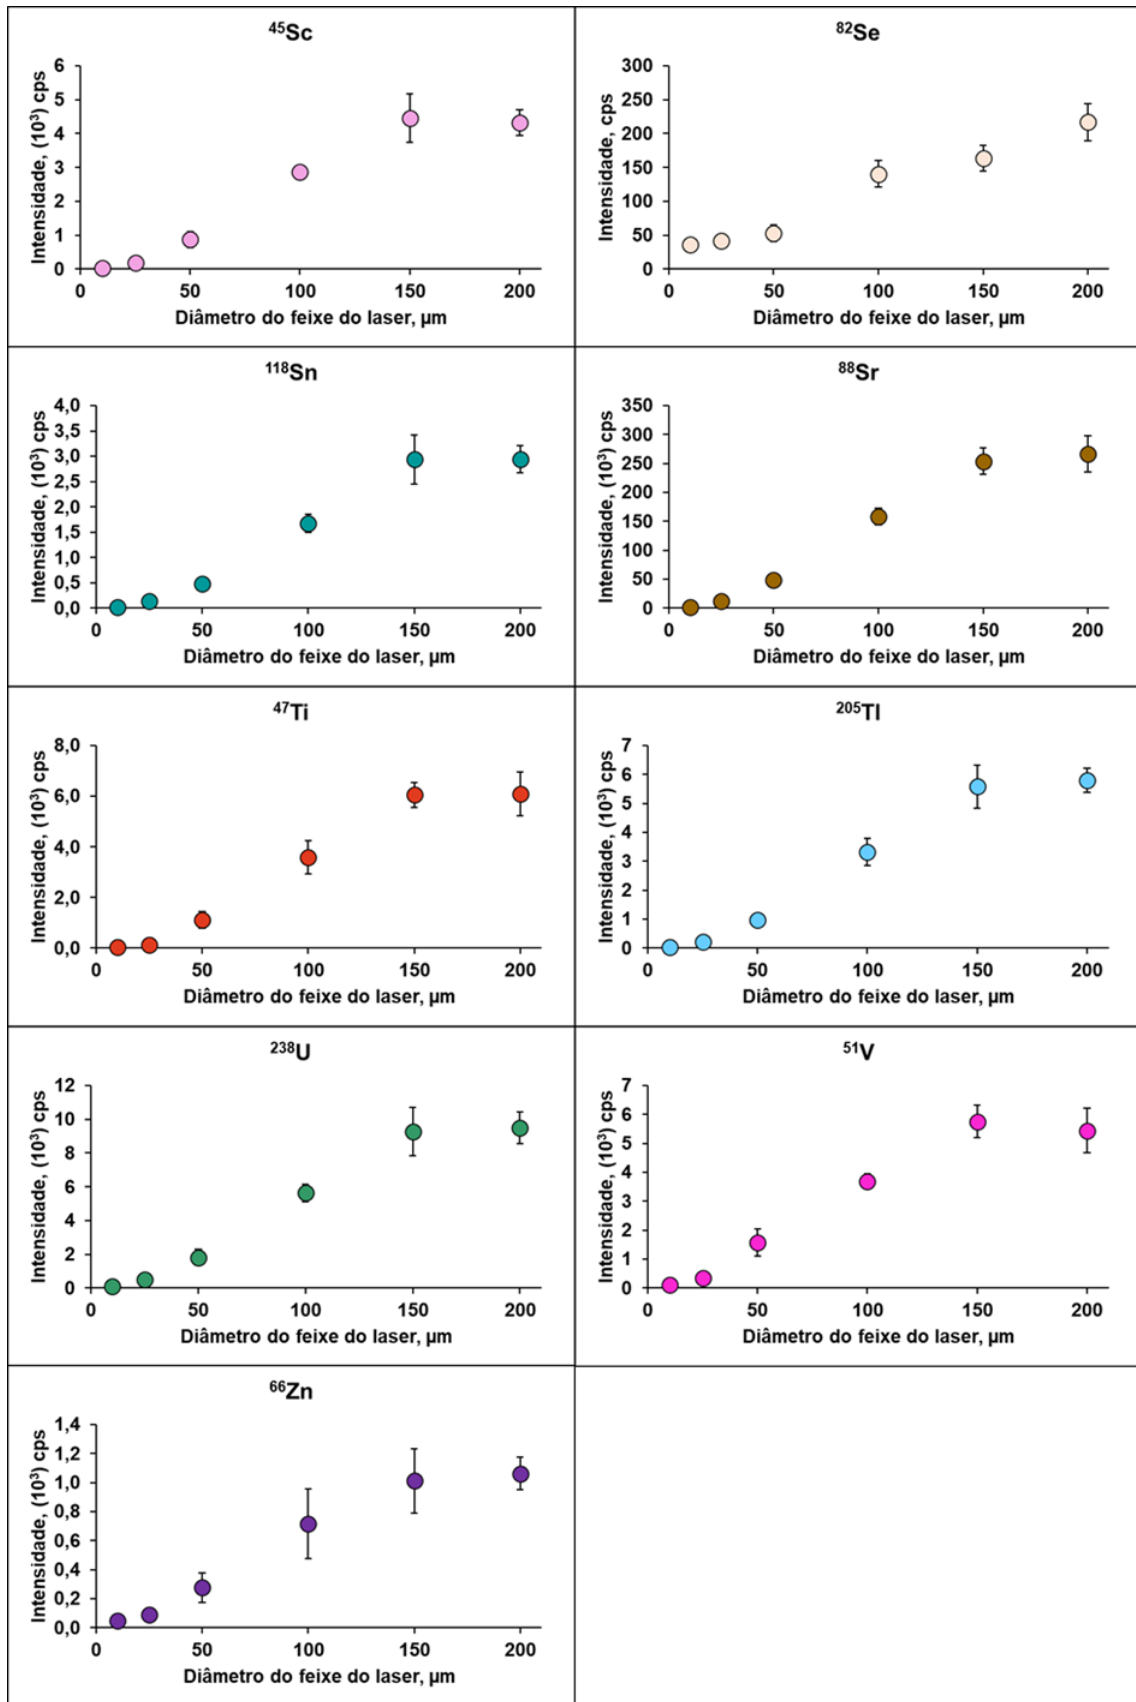 ⁴⁵Sc
Intensidade, (10³) cps
6
5
4
3
2
1
0
0 50 100 150 200
Diâmetro do feixe do laser, µm
⁸²Se
Intensidade, cps
300
250
200
150
100
50
0
0 50 100 150 200
Diâmetro do feixe do laser, µm
¹¹⁸Sn
Intensidade, (10³) cps
4,0
3,5
3,0
2,5
2,0
1,5
1,0
0,5
0,0
0 50 100 150 200
Diâmetro do feixe do laser, µm
⁸⁸Sr
Intensidade, (10³) cps
350
300
250
200
150
100
50
0
0 50 100 150 200
Diâmetro do feixe do laser, µm
⁴⁷Ti
Intensidade, (10³) cps
8,0
6,0
4,0
2,0
0,0
0 50 100 150 200
Diâmetro do feixe do laser, µm
²⁰⁵Tl
Intensidade, (10³) cps
7
6
5
4
3
2
1
0
0 50 100 150 200
Diâmetro do feixe do laser, µm
²³⁸U
Intensidade, (10³) cps
12
10
8
6
4
2
0
0 50 100 150 200
Diâmetro do feixe do laser, µm
⁵¹V
Intensidade, (10³) cps
7
6
5
4
3
2
1
0
0 50 100 150 200
Diâmetro do feixe do laser, µm
⁶⁶Zn
Intensidade, (10³) cps
1,4
1,2
1,0
0,8
0,6
0,4
0,2
0,0
0 50 100 150 200
Diâmetro do feixe do laser, µm